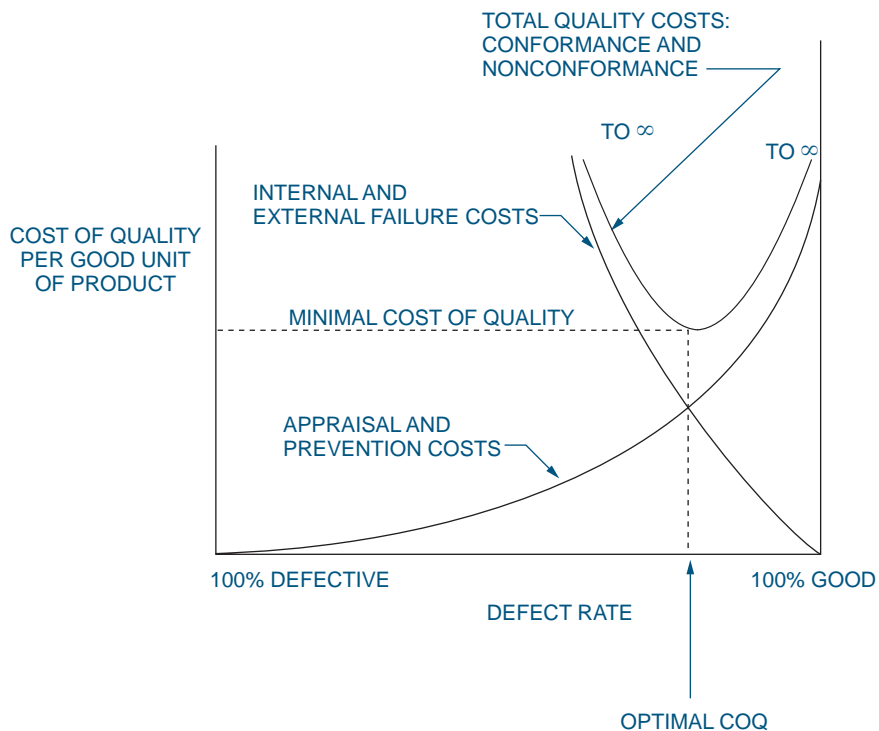 TOTAL QUALITY COSTS:
CONFORMANCE AND
NONCONFORMANCE
TO ∞
TO ∞
INTERNAL AND
EXTERNAL FAILURE COSTS
COST OF QUALITY
PER GOOD UNIT
OF PRODUCT
MINIMAL COST OF QUALITY
APPRAISAL AND
PREVENTION COSTS
100% DEFECTIVE
100% GOOD
DEFECT RATE
OPTIMAL COQ